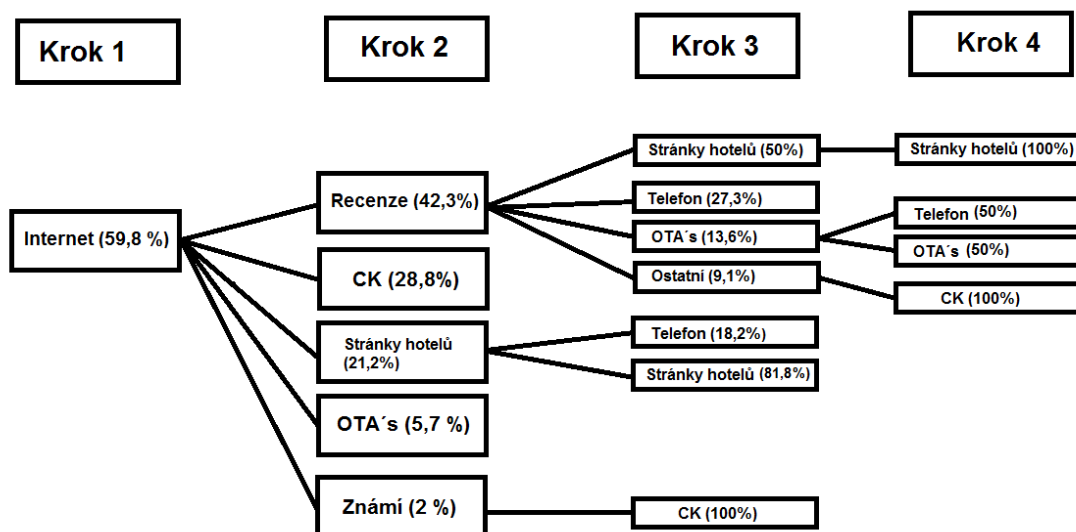 Krok 1
Krok 2
Krok 3
Krok 4
Internet (59,8 %)
Recenze (42,3%)
CK (28,8%)
Stránky hotelů
(21,2%)
OTA´s (5,7 %)
Známí (2 %)
Stránky hotelů (50%)
Telefon (27,3%)
OTA´s (13,6%)
Ostatní (9,1%)
Telefon (18,2%)
Stránky hotelů (81,8%)
CK (100%)
Stránky hotelů (100%)
Telefon (50%)
OTA´s (50%)
CK (100%)